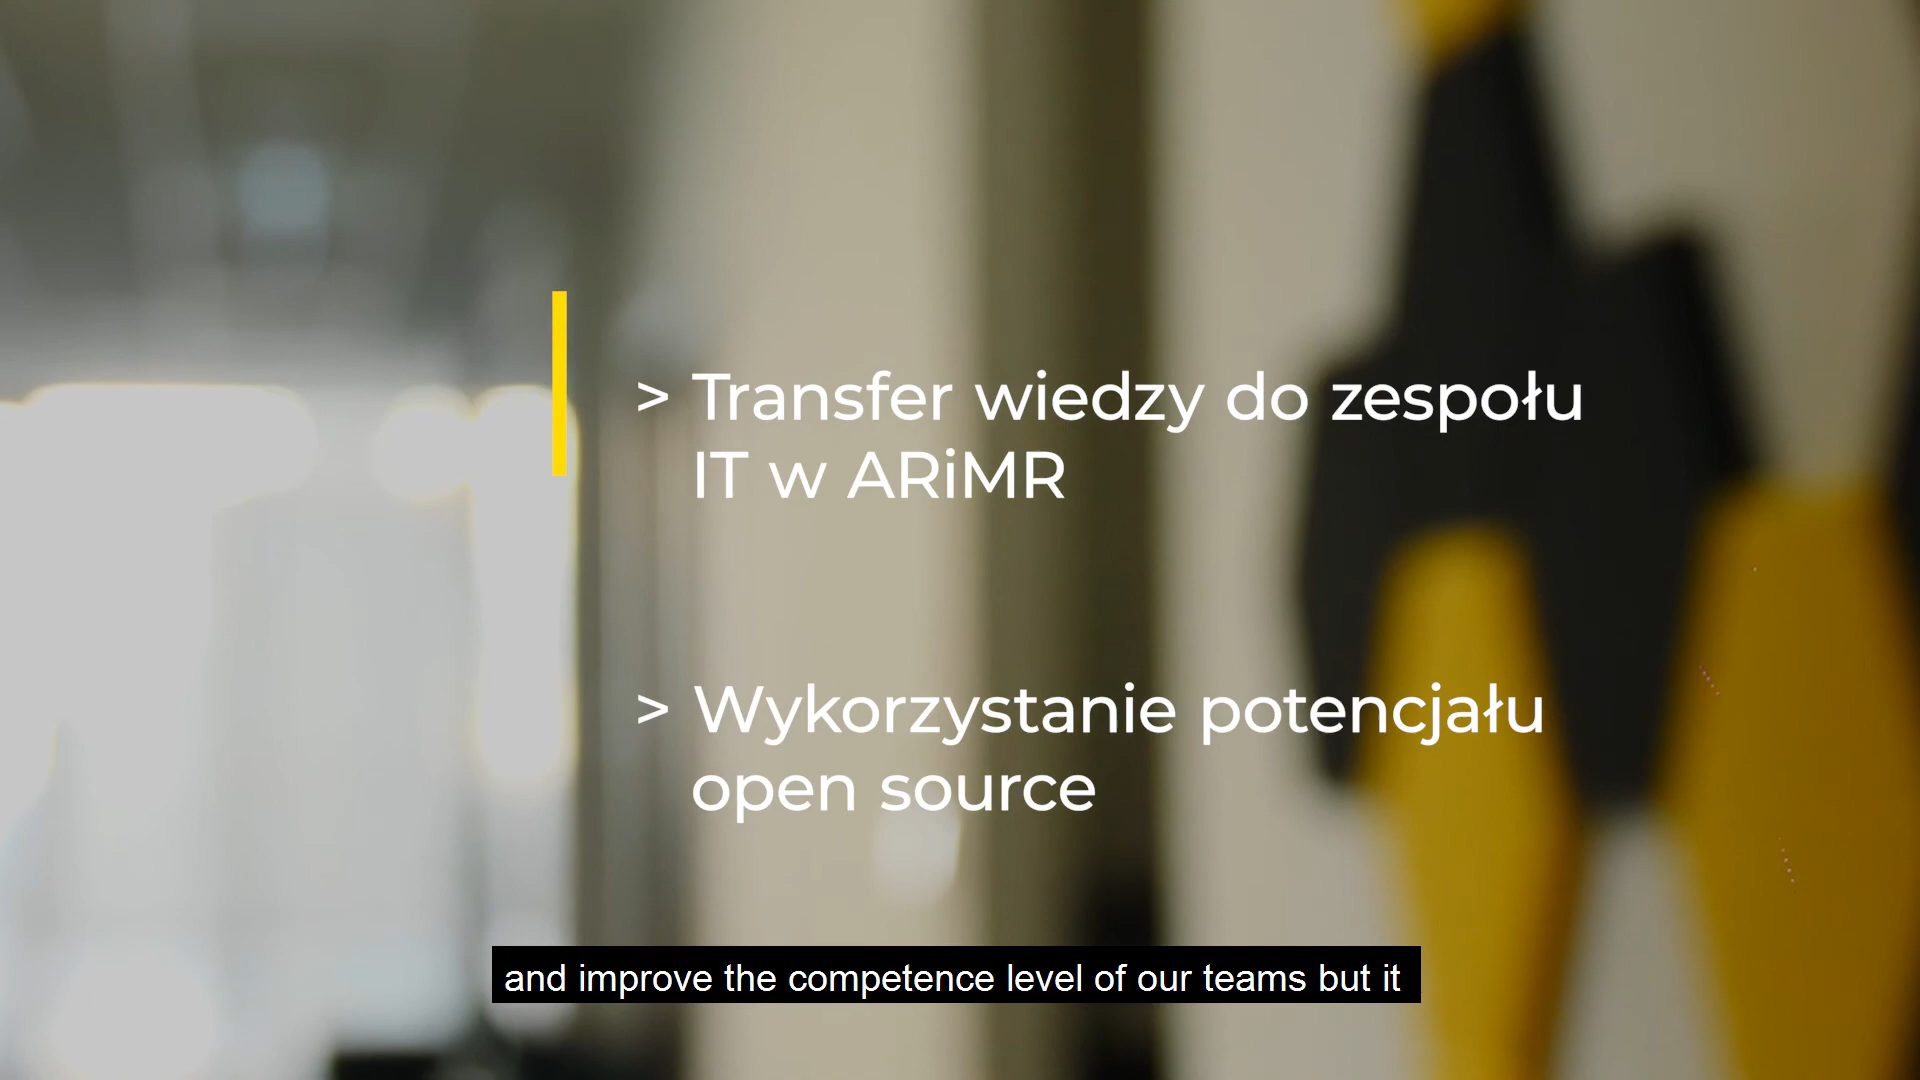 > Transfer wiedzy do zespołu
IT w ARiMR
> Wykorzystanie potencjału
open source
and improve the competence level of our teams but it